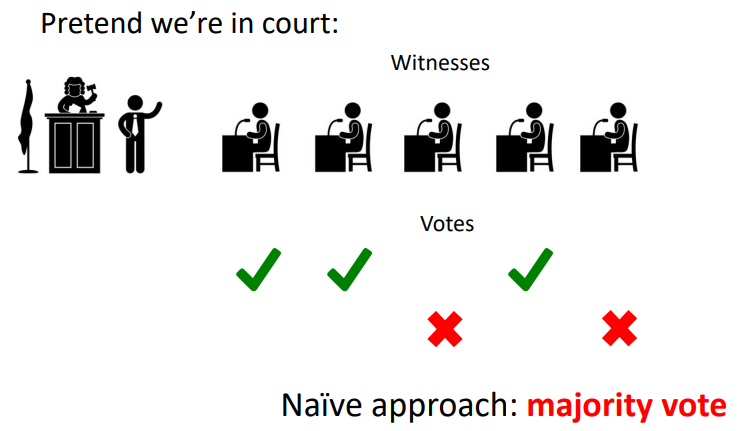 Pretend we're in court:
Witnesses
Votes
Naïve approach: majority vote